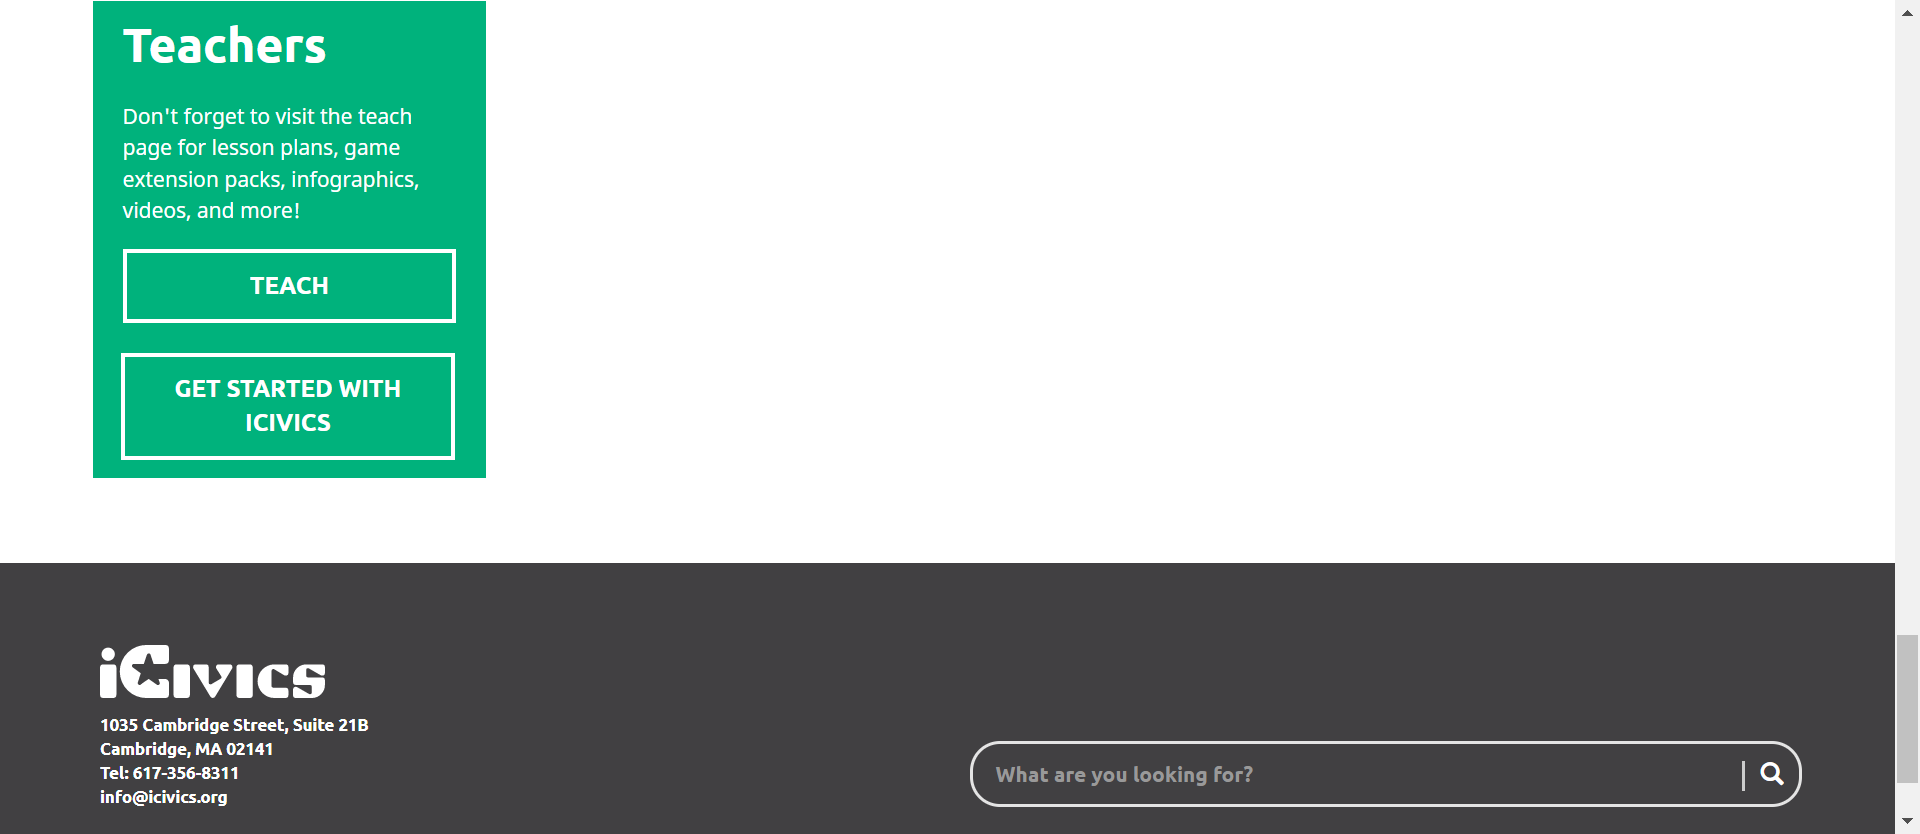 Teachers
Don't forget to visit the teach
page for lesson plans, game
extension packs, infographics,
videos, and more!
TEACH
GET STARTED WITH
ICIVICS
iCivics
1035 Cambridge Street, Suite 21B
Cambridge, MA 02141
Tel: 617-356-8311
info@icivics.org
What are you looking for?